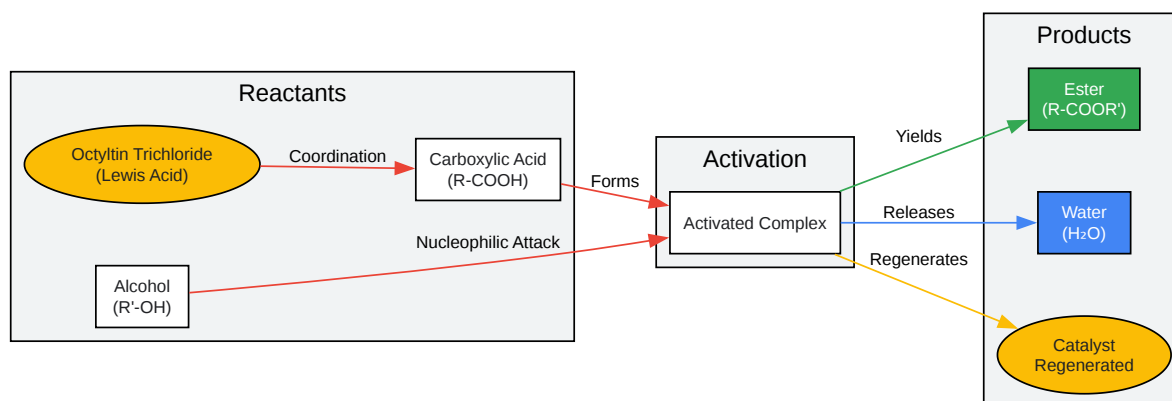 Products
Reactants
Ester
(R-COOR')
Octyltin Trichloride
(Lewis Acid)
Coordination
Carboxylic Acid
(R-COOH)
Forms
Activation
Activated Complex
Yields
Releases
Water
(H₂O)
Nucleophilic Attack
Alcohol
(R'-OH)
Regenerates
Catalyst
Regenerated